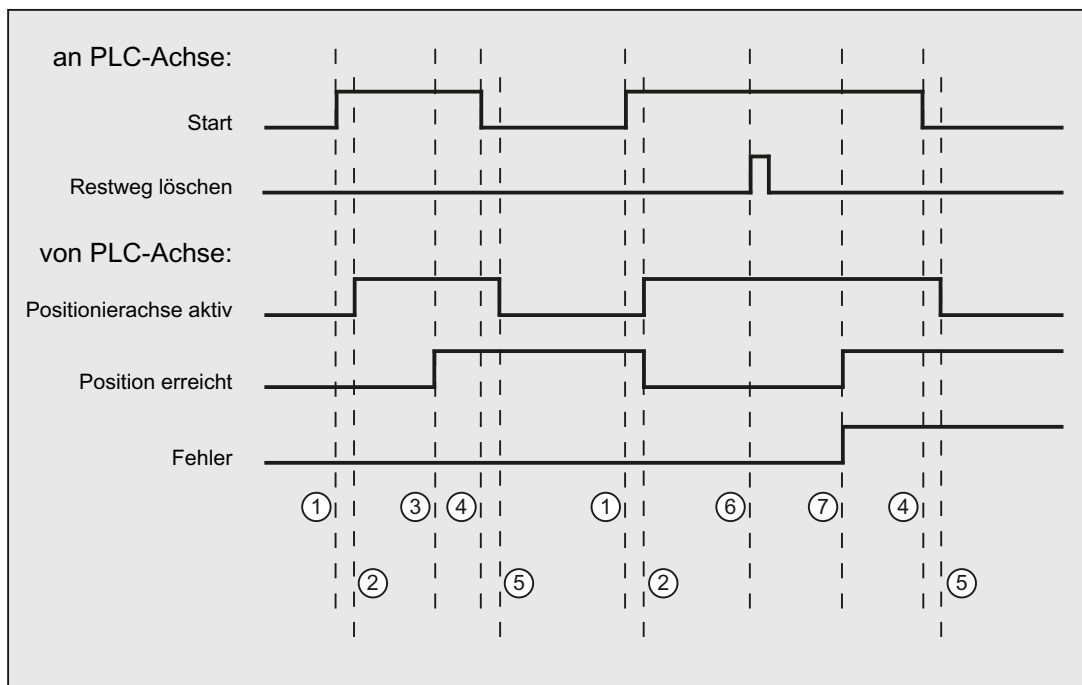 an PLC-Achse:
Start
Restweg löschen
von PLC-Achse:
Positionierachse aktiv
Position erreicht
Fehler
1 3 4 1 6 7 4
2 5 2 5